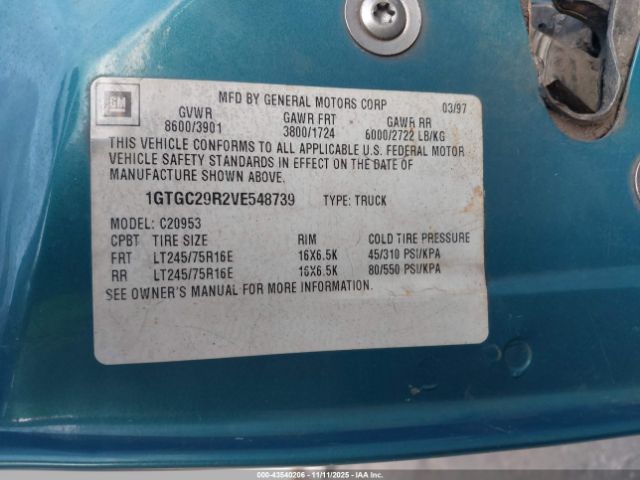 GM
MFD BY GENERAL MOTORS CORP 03/97
GVWR GAWR FRT GAWR RR
8600/3901 3800/1724 6000/2722 LB/KG
THIS VEHICLE CONFORMS TO ALL APPLICABLE U.S. FEDERAL MOTOR
VEHICLE SAFETY STANDARDS IN EFFECT ON THE DATE OF
MANUFACTURE SHOWN ABOVE.
1GTGC29R2VE548739 TYPE: TRUCK
MODEL: C20953
CPBT TIRE SIZE RIM COLD TIRE PRESSURE
FRT LT245/75R16E 16X6.5K 45/310 PSI/KPA
RR LT245/75R16E 16X6.5K 80/550 PSI/KPA
SEE OWNER'S MANUAL FOR MORE INFORMATION.
000-43540206 - 11/11/2025 - IAAI.COM